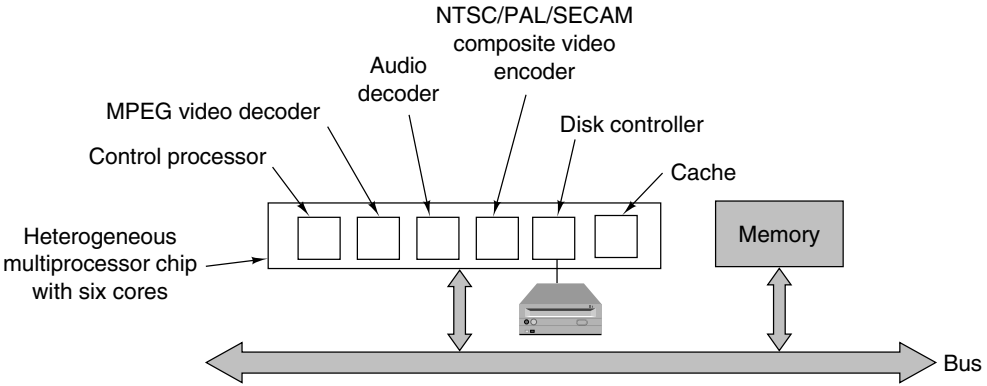 NTSC/PAL/SECAM
composite video
encoder
Audio
decoder
MPEG video decoder
Disk controller
Control processor
Cache
Heterogeneous
multiprocessor chip
with six cores
Memory
Bus